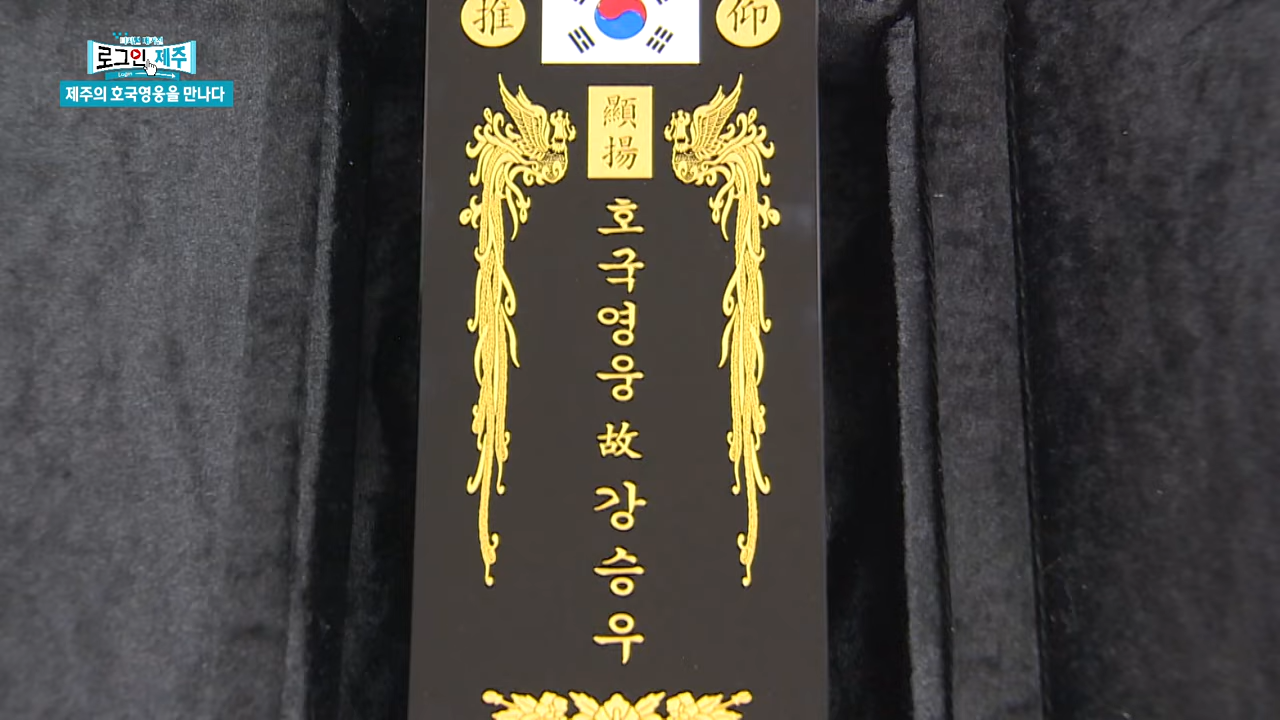 로그인 제주
Login
제주의 호국영웅을 만나다
推 仰
顯
揚
호국영웅 故 강승우